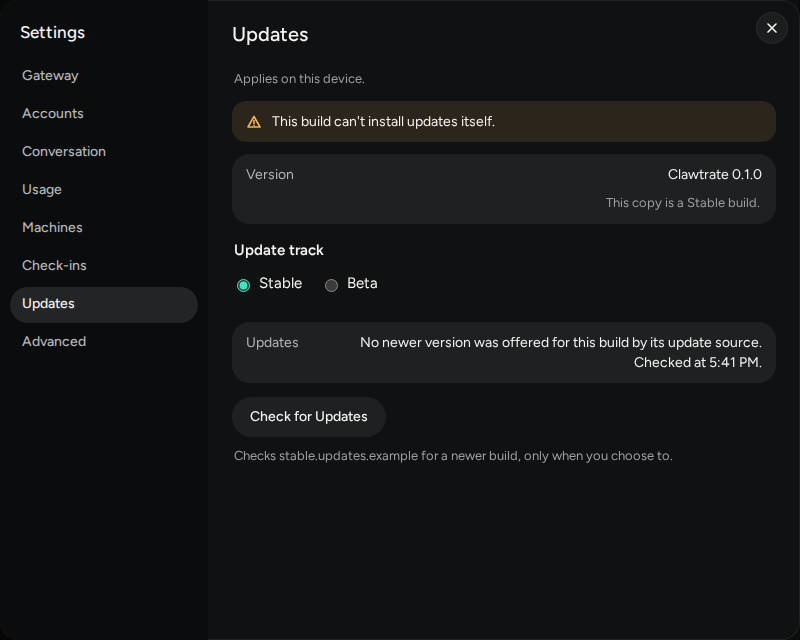 Settings
Gateway
Accounts
Conversation
Usage
Machines
Check-ins
Updates
Advanced
Updates
Applies on this device.
This build can't install updates itself.
Version
Clawtrate 0.1.0
This copy is a Stable build.
Update track
Stable
Beta
Updates
No newer version was offered for this build by its update source.
Checked at 5:41 PM.
Check for Updates
Checks stable.updates.example for a newer build, only when you choose to.